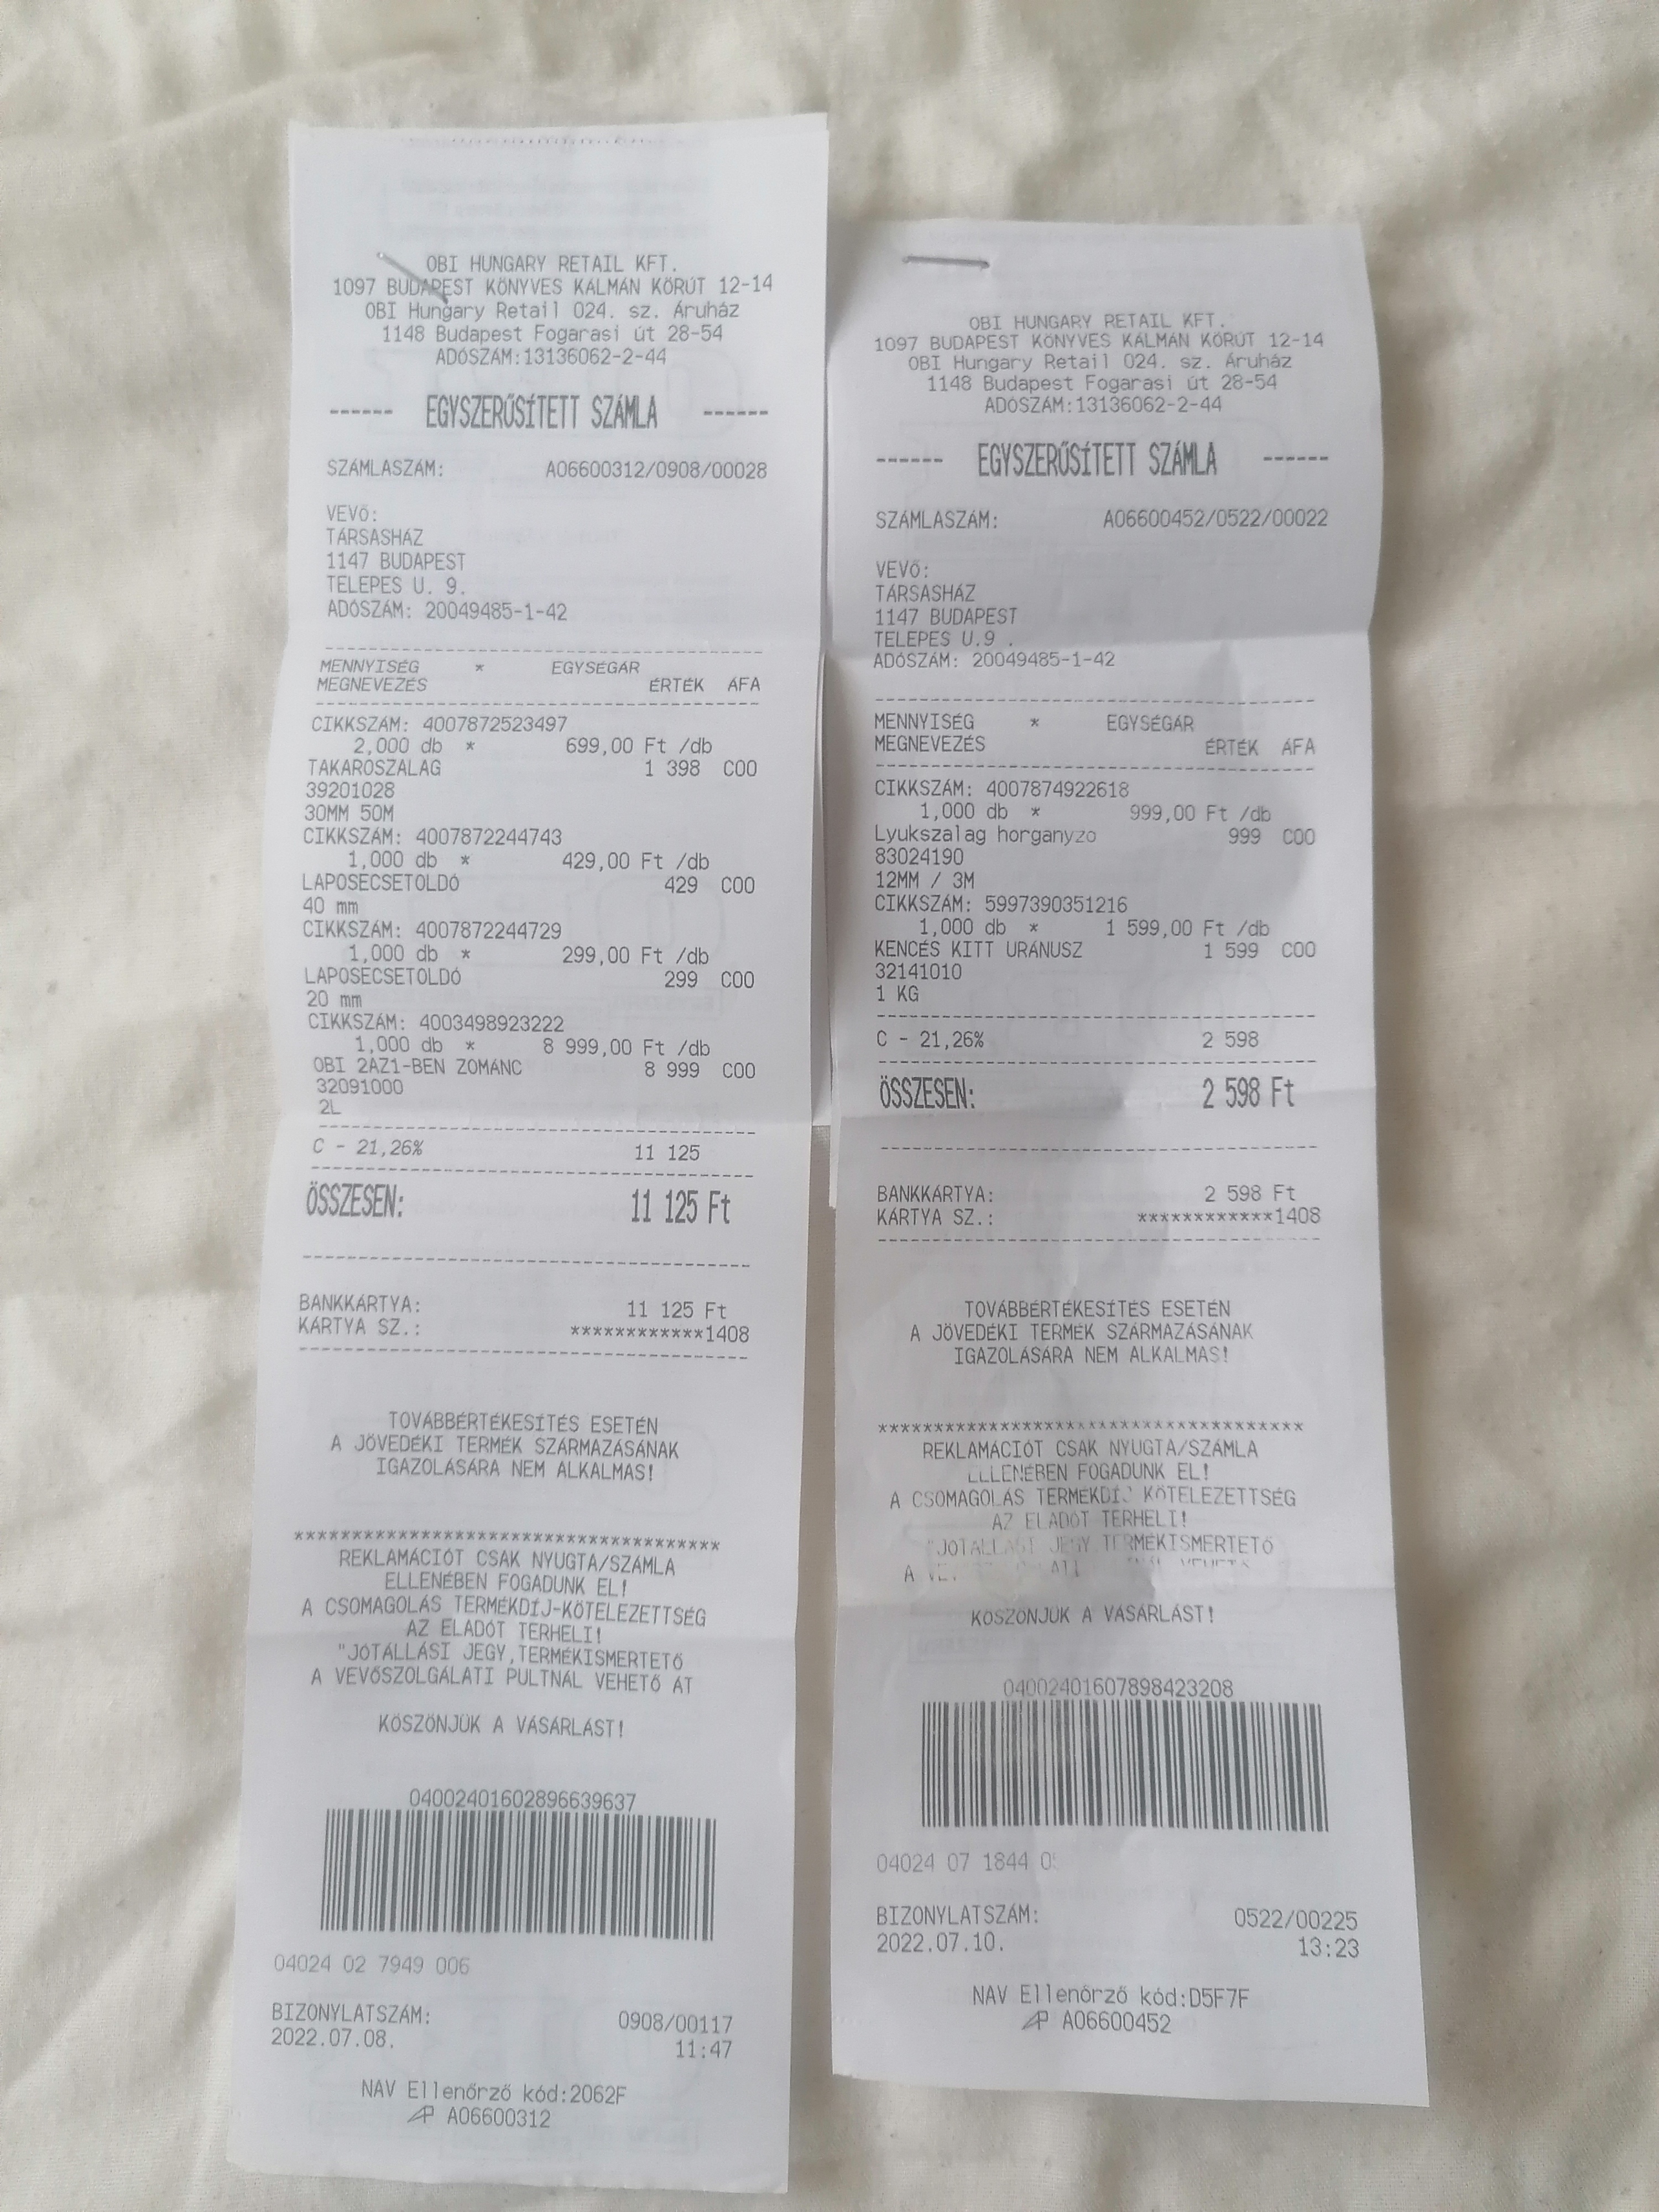 OBI HUNGARY RETAIL KFT.
1097 BUDAPEST KÖNYVES KÁLMÁN KÖRÚT 12-14
OBI Hungary Retail 024. sz. Áruház
1148 Budapest Fogarasi út 28-54
ADÓSZÁM:13136062-2-44
------ EGYSZERŰSÍTETT SZÁMLA ------
SZÁMLASZÁM: A06600312/0908/00028
VEVŐ:
TÁRSASHÁZ
1147 BUDAPEST
TELEPES U. 9.
ADÓSZÁM: 20049485-1-42
MENNYISÉG * EGYSÉGÁR
MEGNEVEZÉS ÉRTÉK ÁFA
CIKKSZÁM: 4007872523497
2,000 db * 699,00 Ft /db
TAKARÓSZALAG 1 398 C00
39201028
30MM 50M
CIKKSZÁM: 4007872244743
1,000 db * 429,00 Ft /db
LAPOSECSETOLDÓ 429 C00
40 mm
CIKKSZÁM: 4007872244729
1,000 db * 299,00 Ft /db
LAPOSECSETOLDÓ 299 C00
20 mm
CIKKSZÁM: 4003498923222
1,000 db * 8 999,00 Ft /db
OBI 2AZ1-BEN ZOMÁNC 8 999 C00
32091000
2L
C - 21,26% 11 125
ÖSSZESEN: 11 125 Ft
BANKKÁRTYA: 11 125 Ft
KÁRTYA SZ.: ************1408
TOVÁBBÉRTÉKESÍTÉS ESETÉN
A JÖVEDÉKI TERMÉK SZÁRMAZÁSÁNAK
IGAZOLÁSÁRA NEM ALKALMAS!
*************************************
REKLAMÁCIÓT CSAK NYUGTA/SZÁMLA
ELLENÉBEN FOGADUNK EL!
A CSOMAGOLÁS TERMÉKDÍJ-KÖTELEZETTSÉG
AZ ELADÓT TERHELI!
"JÓTÁLLÁSI JEGY,TERMÉKISMERTETŐ
A VEVŐSZOLGÁLATI PULTNÁL VEHETŐ ÁT
KÖSZÖNJÜK A VÁSÁRLÁST!
04002401602896639637
04024 02 7949 006
BIZONYLATSZÁM: 0908/00117
2022.07.08. 11:47
NAV Ellenőrző kód:2062F
AP A06600312
OBI HUNGARY RETAIL KFT.
1097 BUDAPEST KÖNYVES KÁLMÁN KÖRÚT 12-14
OBI Hungary Retail 024. sz. Áruház
1148 Budapest Fogarasi út 28-54
ADÓSZÁM:13136062-2-44
------ EGYSZERŰSÍTETT SZÁMLA ------
SZÁMLASZÁM: A06600452/0522/00022
VEVŐ:
TÁRSASHÁZ
1147 BUDAPEST
TELEPES U.9 .
ADÓSZÁM: 20049485-1-42
MENNYISÉG * EGYSÉGÁR
MEGNEVEZÉS ÉRTÉK ÁFA
CIKKSZÁM: 4007874922618
1,000 db * 999,00 Ft /db
Lyukszalag horganyzo 999 C00
83024190
12MM / 3M
CIKKSZÁM: 5997390351216
1,000 db * 1 599,00 Ft /db
KENCÉS KITT URÁNUSZ 1 599 C00
32141010
1 KG
C - 21,26% 2 598
ÖSSZESEN: 2 598 Ft
BANKKÁRTYA: 2 598 Ft
KÁRTYA SZ.: ************1408
TOVÁBBÉRTÉKESÍTÉS ESETÉN
A JÖVEDÉKI TERMÉK SZÁRMAZÁSÁNAK
IGAZOLÁSÁRA NEM ALKALMAS!
*************************************
REKLAMÁCIÓT CSAK NYUGTA/SZÁMLA
ELLENÉBEN FOGADUNK EL!
A CSOMAGOLÁS TERMÉKDÍJ KÖTELEZETTSÉG
AZ ELADÓT TERHELI!
"JÓTÁLLÁSI JEGY,TERMÉKISMERTETŐ
A
KÖSZÖNJÜK A VÁSÁRLÁST!
04002401607898423208
04024 07 1844
BIZONYLATSZÁM: 0522/00225
2022.07.10. 13:23
NAV Ellenőrző kód:D5F7F
AP A06600452